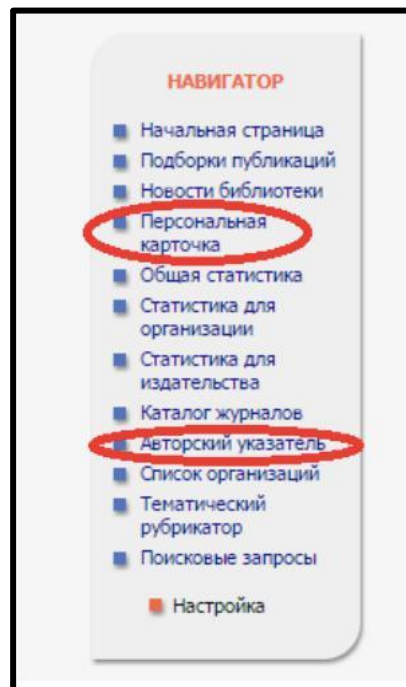 НАВИГАТОР
Начальная страница
Подборки публикаций
Новости библиотеки
Персональная
карточка
Общая статистика
Статистика для
организации
Статистика для
издательства
Каталог журналов
Авторский указатель
Список организаций
Тематический
рубрикатор
Поисковые запросы
Настройка